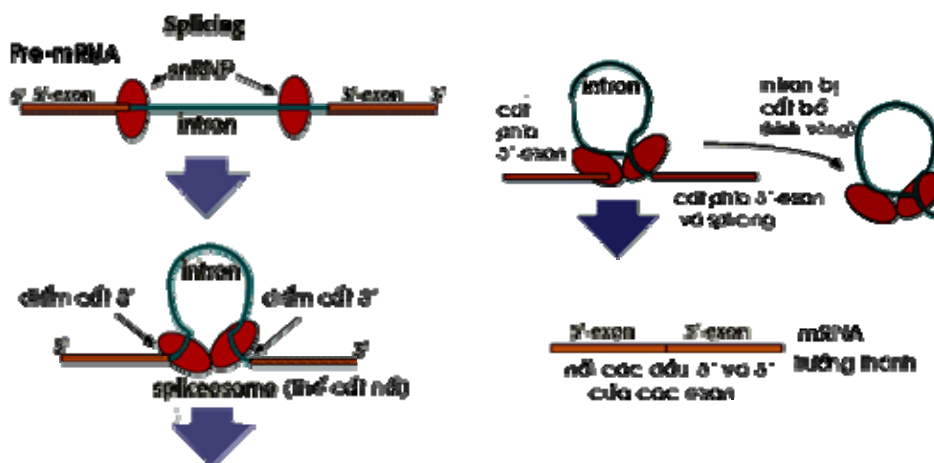 Splicing
Pre-mRNA
snRNP
5' 5'-exon
3'-exon 3'
intron
intron
điểm cắt 5'
điểm cắt 3'
5'
3'
spliceosome (thể cắt nối)
intron
cắt
phía
5'-exon
intron bị
cắt bỏ
(hình vòng)
cắt phía 3'-exon
và splicing
5'-exon
3'-exon
mRNA
trưởng thành
nối các đầu 5' và 3'
của các exon